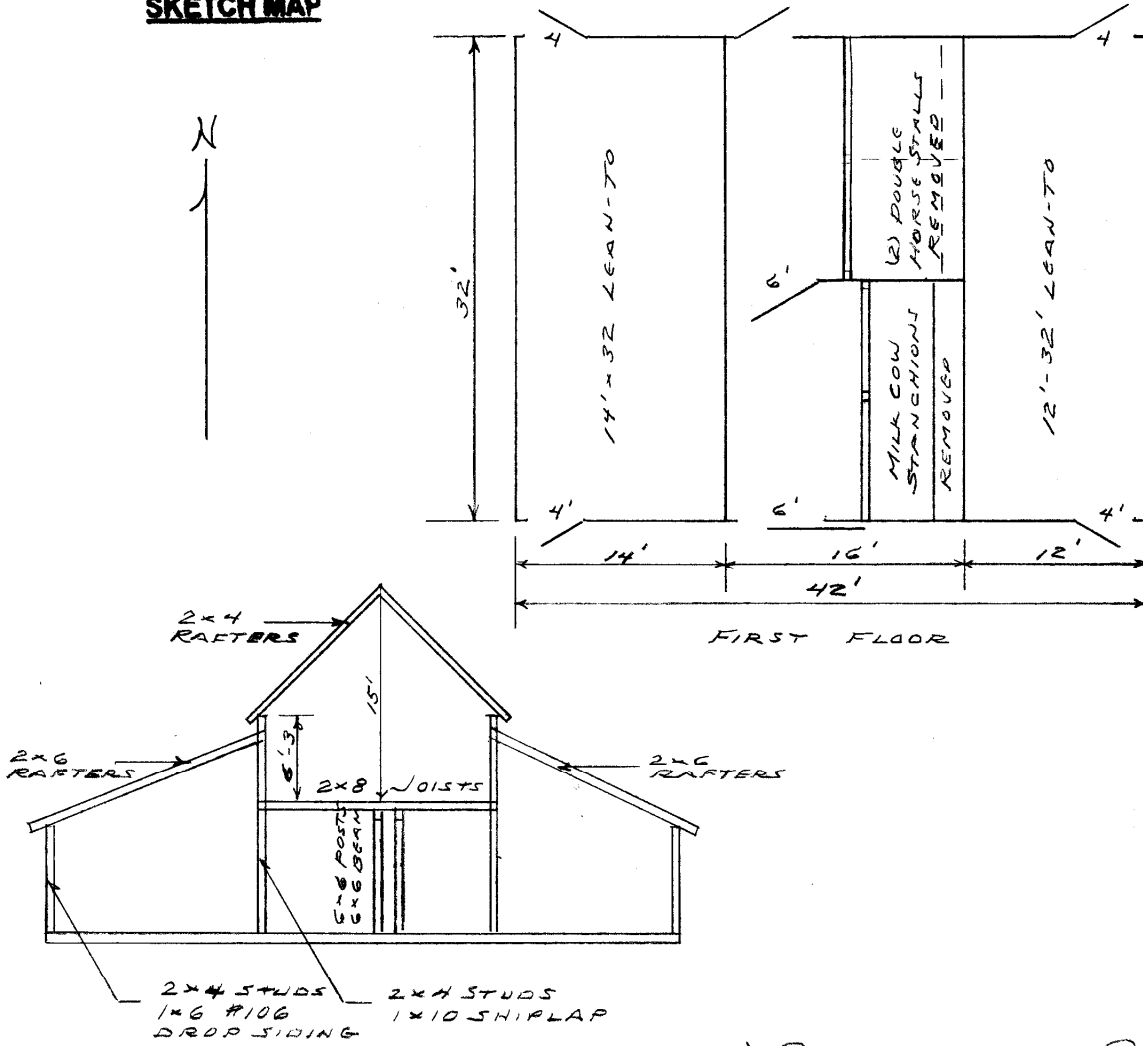 SKETCH MAP
N
4
4
32'
14' x 32 LEAN-TO
(2) DOUBLE
HORSE STALLS
REMOVED
6'
MILK COW
STANCHIONS
REMOVED
12'-32' LEAN-TO
4'
6'
4'
14'
16'
12'
42'
FIRST FLOOR
2x4
RAFTERS
15'
6'-3"
2x6
RAFTERS
2x6
RAFTERS
2x8 JOISTS
6x6 POSTS
6x6 BEAM
2x4 STUDS
1x6 #106
DROP SIDING
2x4 STUDS
1x10 SHIPLAP